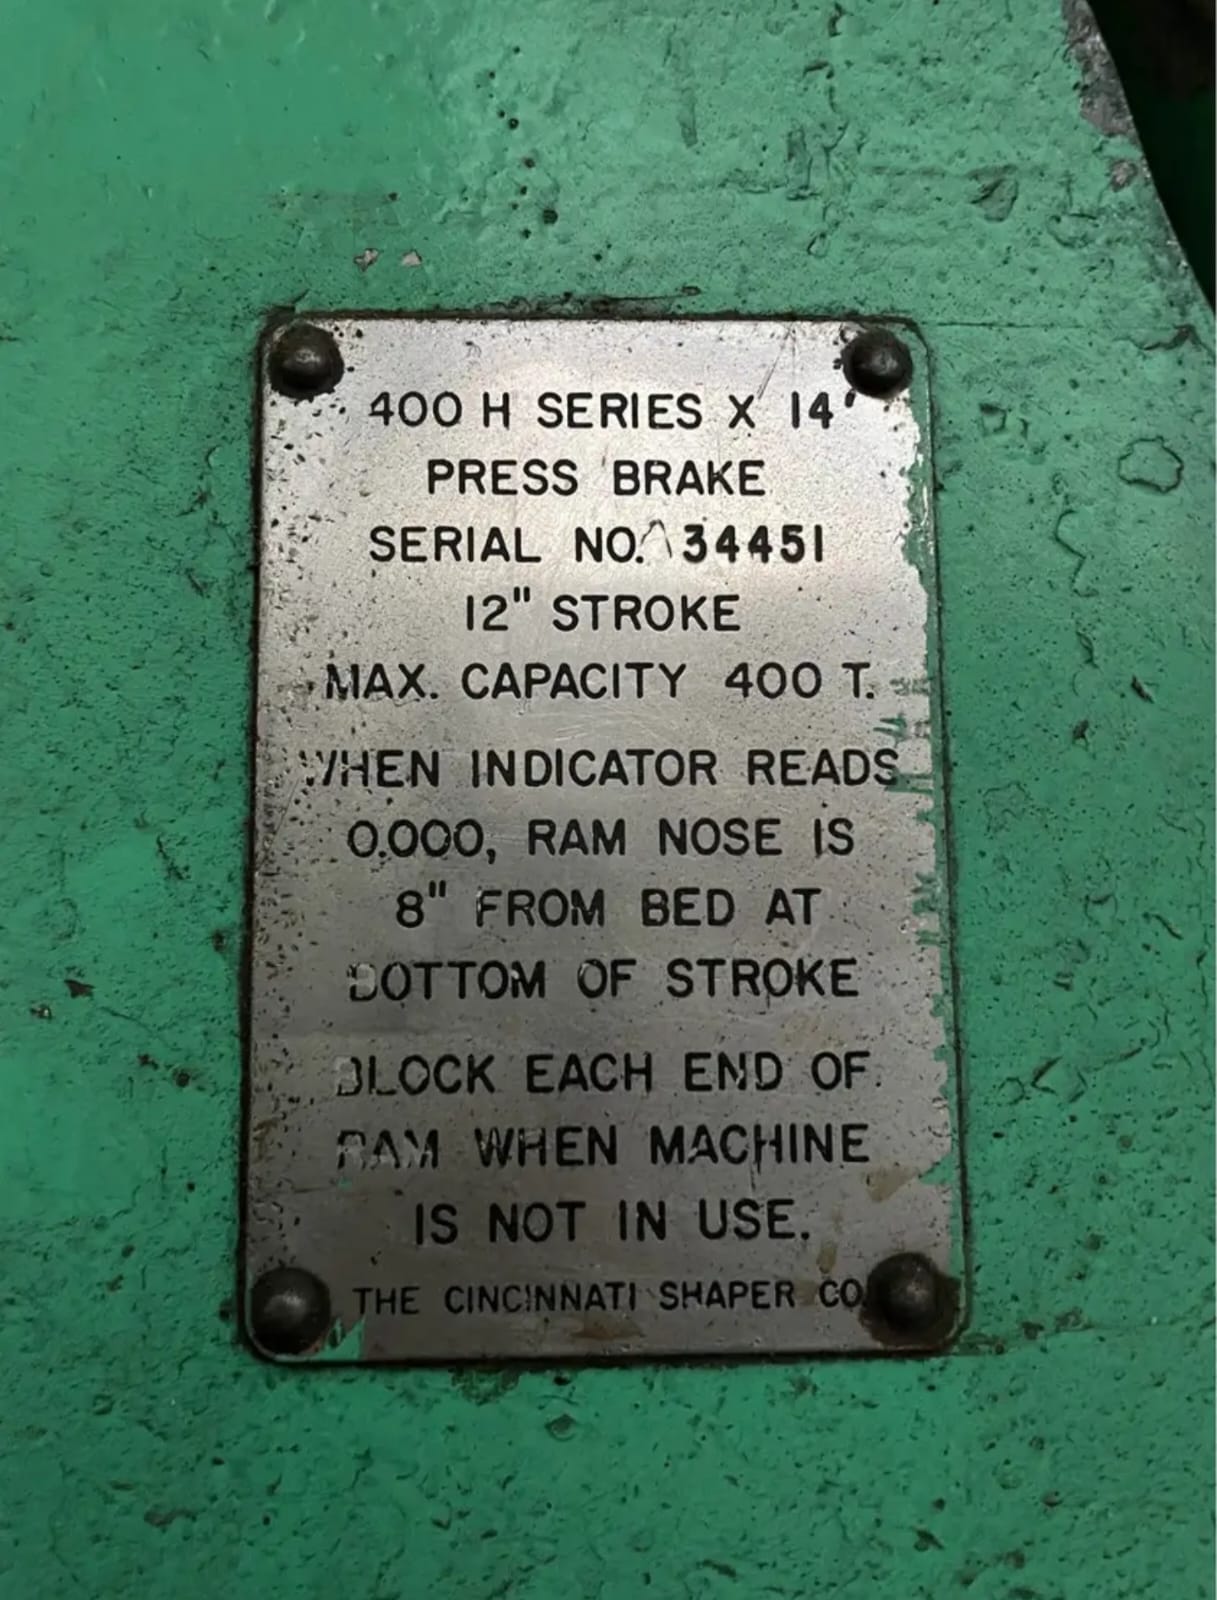 400 H SERIES X 14'
PRESS BRAKE
SERIAL NO. 34451
12" STROKE
MAX. CAPACITY 400 T.
WHEN INDICATOR READS
0.000, RAM NOSE IS
8" FROM BED AT
BOTTOM OF STROKE
BLOCK EACH END OF
RAM WHEN MACHINE
IS NOT IN USE.
THE CINCINNATI SHAPER CO